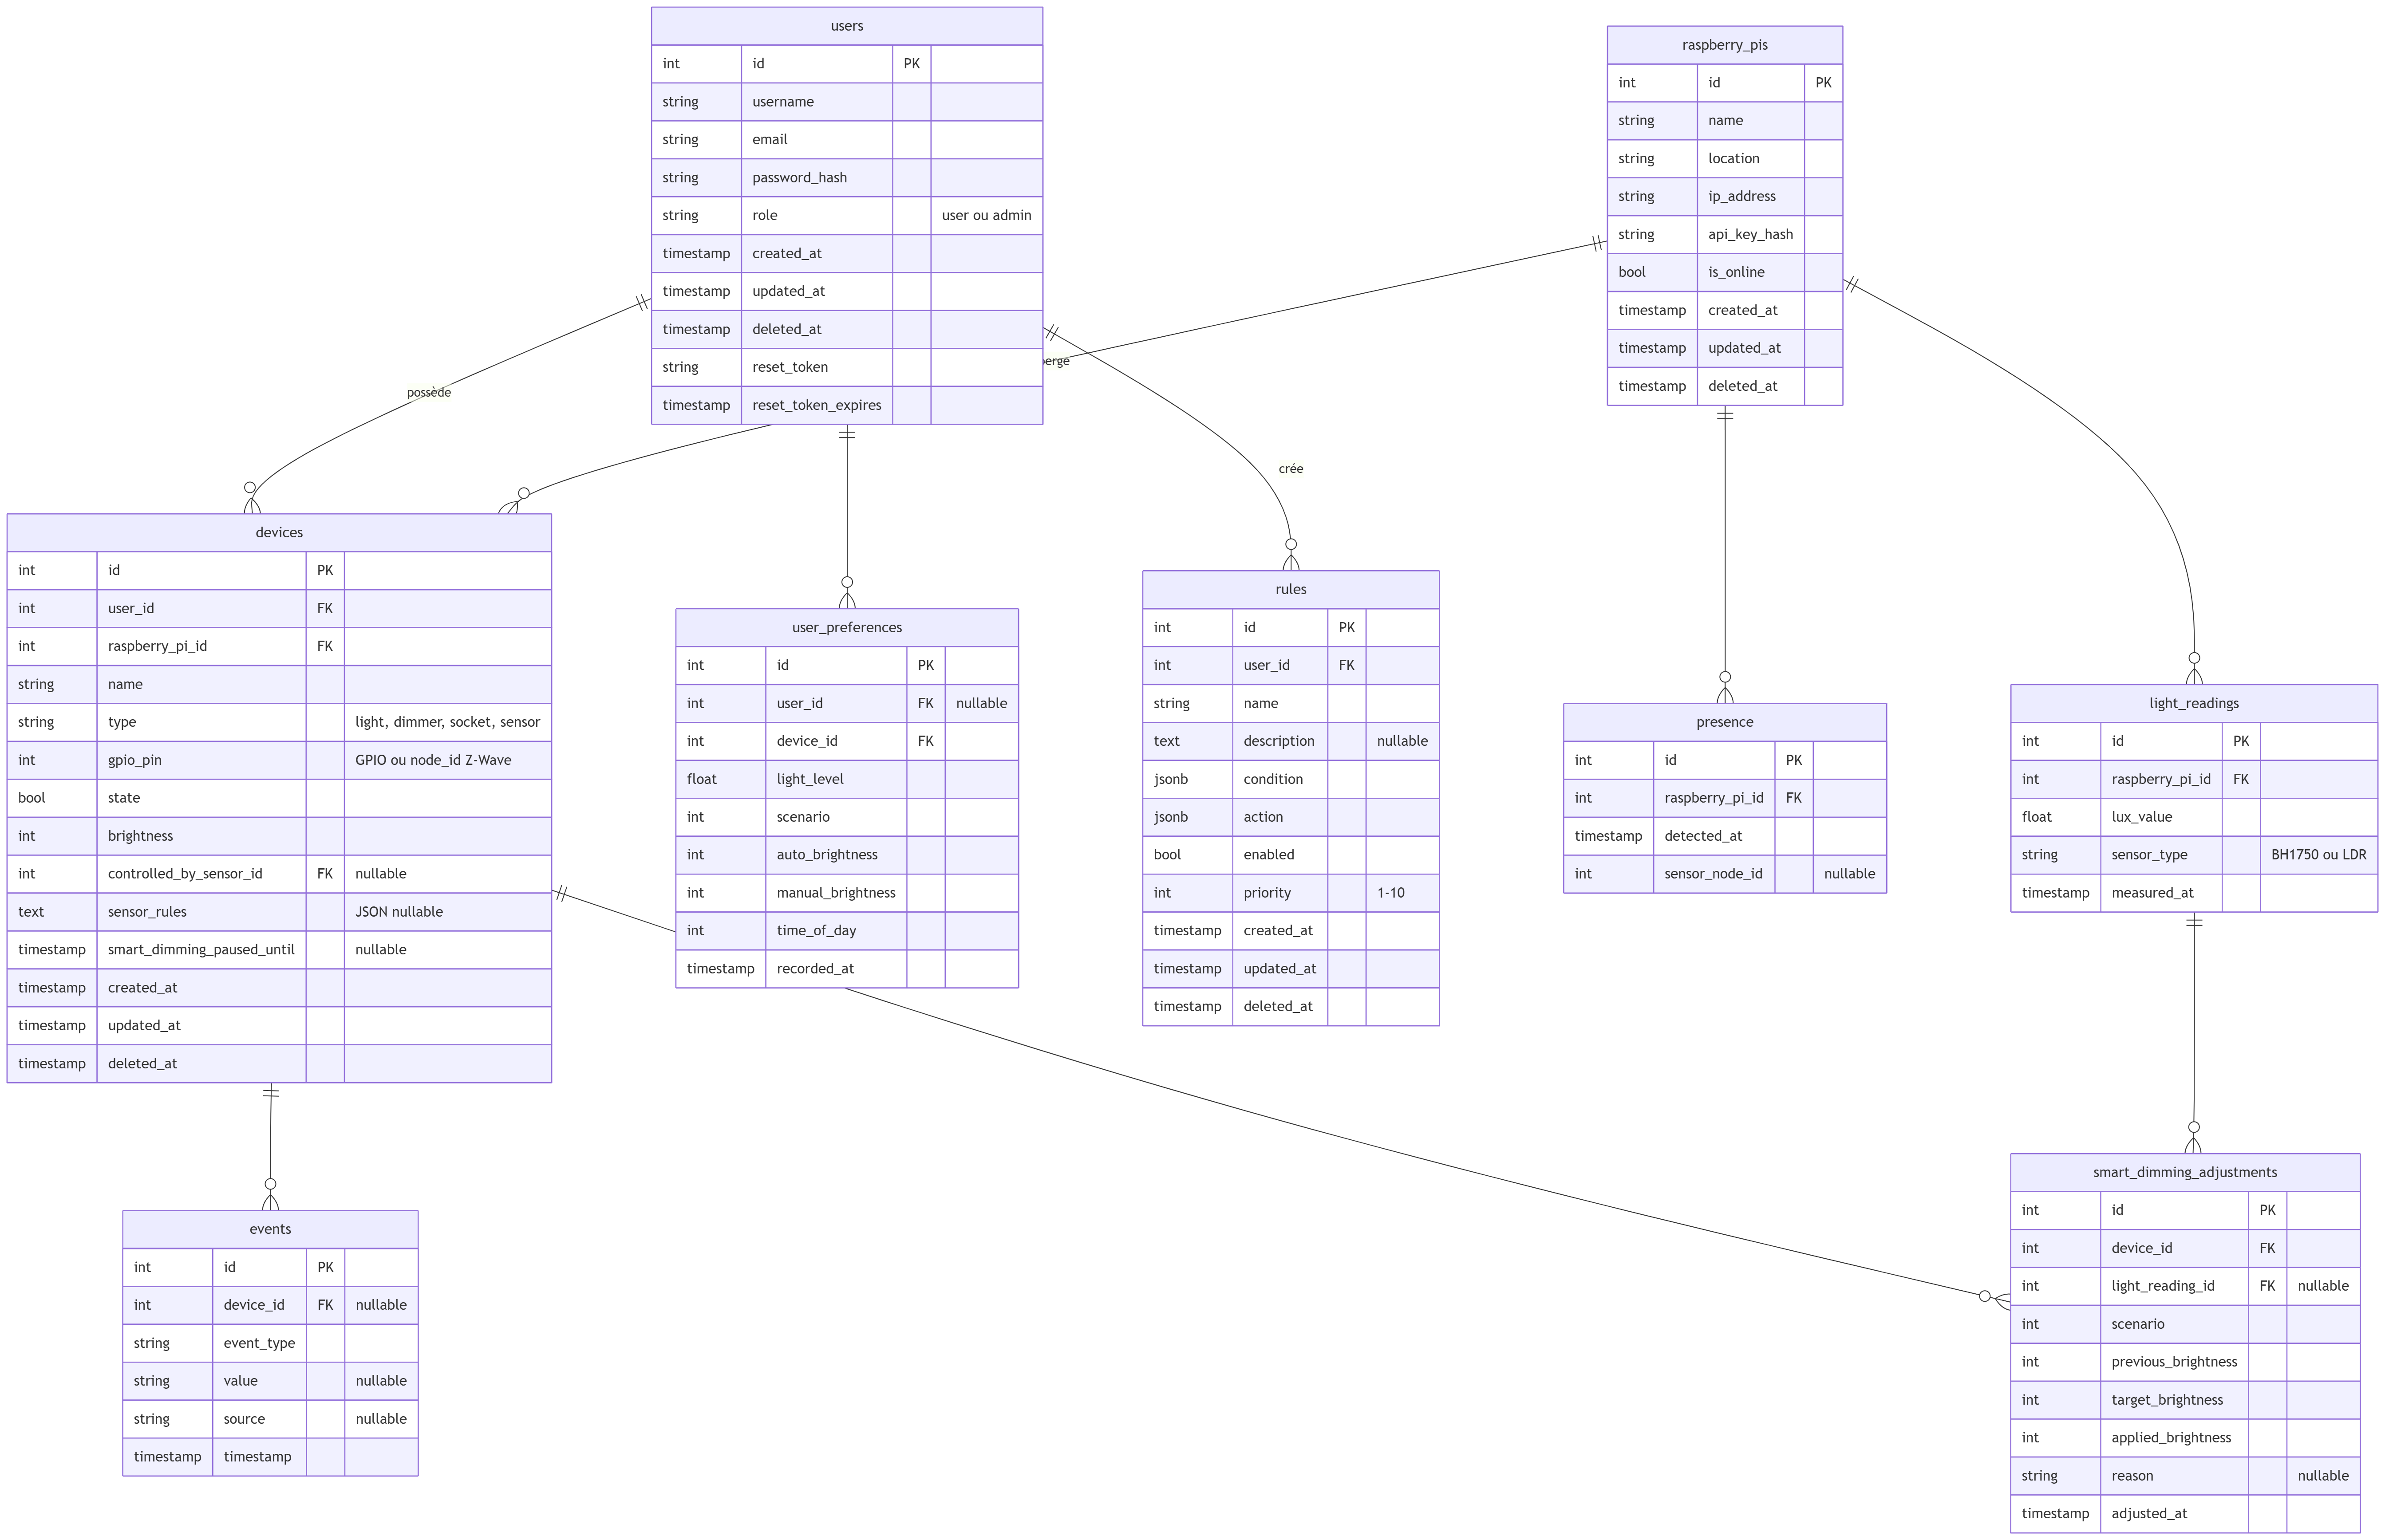 users
int id PK
string username
string email
string password_hash
string role user ou admin
timestamp created_at
timestamp updated_at
timestamp deleted_at
string reset_token
timestamp reset_token_expires
raspberry_pis
int id PK
string name
string location
string ip_address
string api_key_hash
bool is_online
timestamp created_at
timestamp updated_at
timestamp deleted_at
possède
erge
crée
devices
int id PK
int user_id FK
int raspberry_pi_id FK
string name
string type light, dimmer, socket, sensor
int gpio_pin GPIO ou node_id Z-Wave
bool state
int brightness
int controlled_by_sensor_id FK nullable
text sensor_rules JSON nullable
timestamp smart_dimming_paused_until nullable
timestamp created_at
timestamp updated_at
timestamp deleted_at
user_preferences
int id PK
int user_id FK nullable
int device_id FK
float light_level
int scenario
int auto_brightness
int manual_brightness
int time_of_day
timestamp recorded_at
rules
int id PK
int user_id FK
string name
text description nullable
jsonb condition
jsonb action
bool enabled
int priority 1-10
timestamp created_at
timestamp updated_at
timestamp deleted_at
presence
int id PK
int raspberry_pi_id FK
timestamp detected_at
int sensor_node_id nullable
light_readings
int id PK
int raspberry_pi_id FK
float lux_value
string sensor_type BH1750 ou LDR
timestamp measured_at
events
int id PK
int device_id FK nullable
string event_type
string value nullable
string source nullable
timestamp timestamp
smart_dimming_adjustments
int id PK
int device_id FK
int light_reading_id FK nullable
int scenario
int previous_brightness
int target_brightness
int applied_brightness
string reason nullable
timestamp adjusted_at